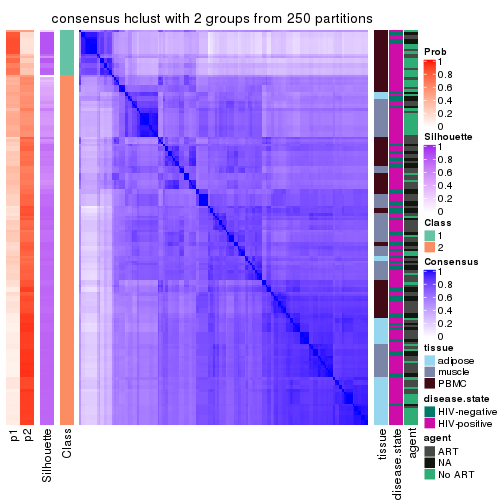 consensus hclust with 2 groups from 250 partitions
Prob
1
0.8
0.6
0.4
0.2
0
Silhouette
1
0.8
0.6
0.4
0.2
0
Class
1
2
Consensus
1
0.8
0.6
0.4
0.2
0
tissue
adipose
muscle
PBMC
disease.state
HIV-negative
HIV-positive
agent
ART
NA
No ART
p1
p2
Silhouette
Class
tissue
disease.state
agent